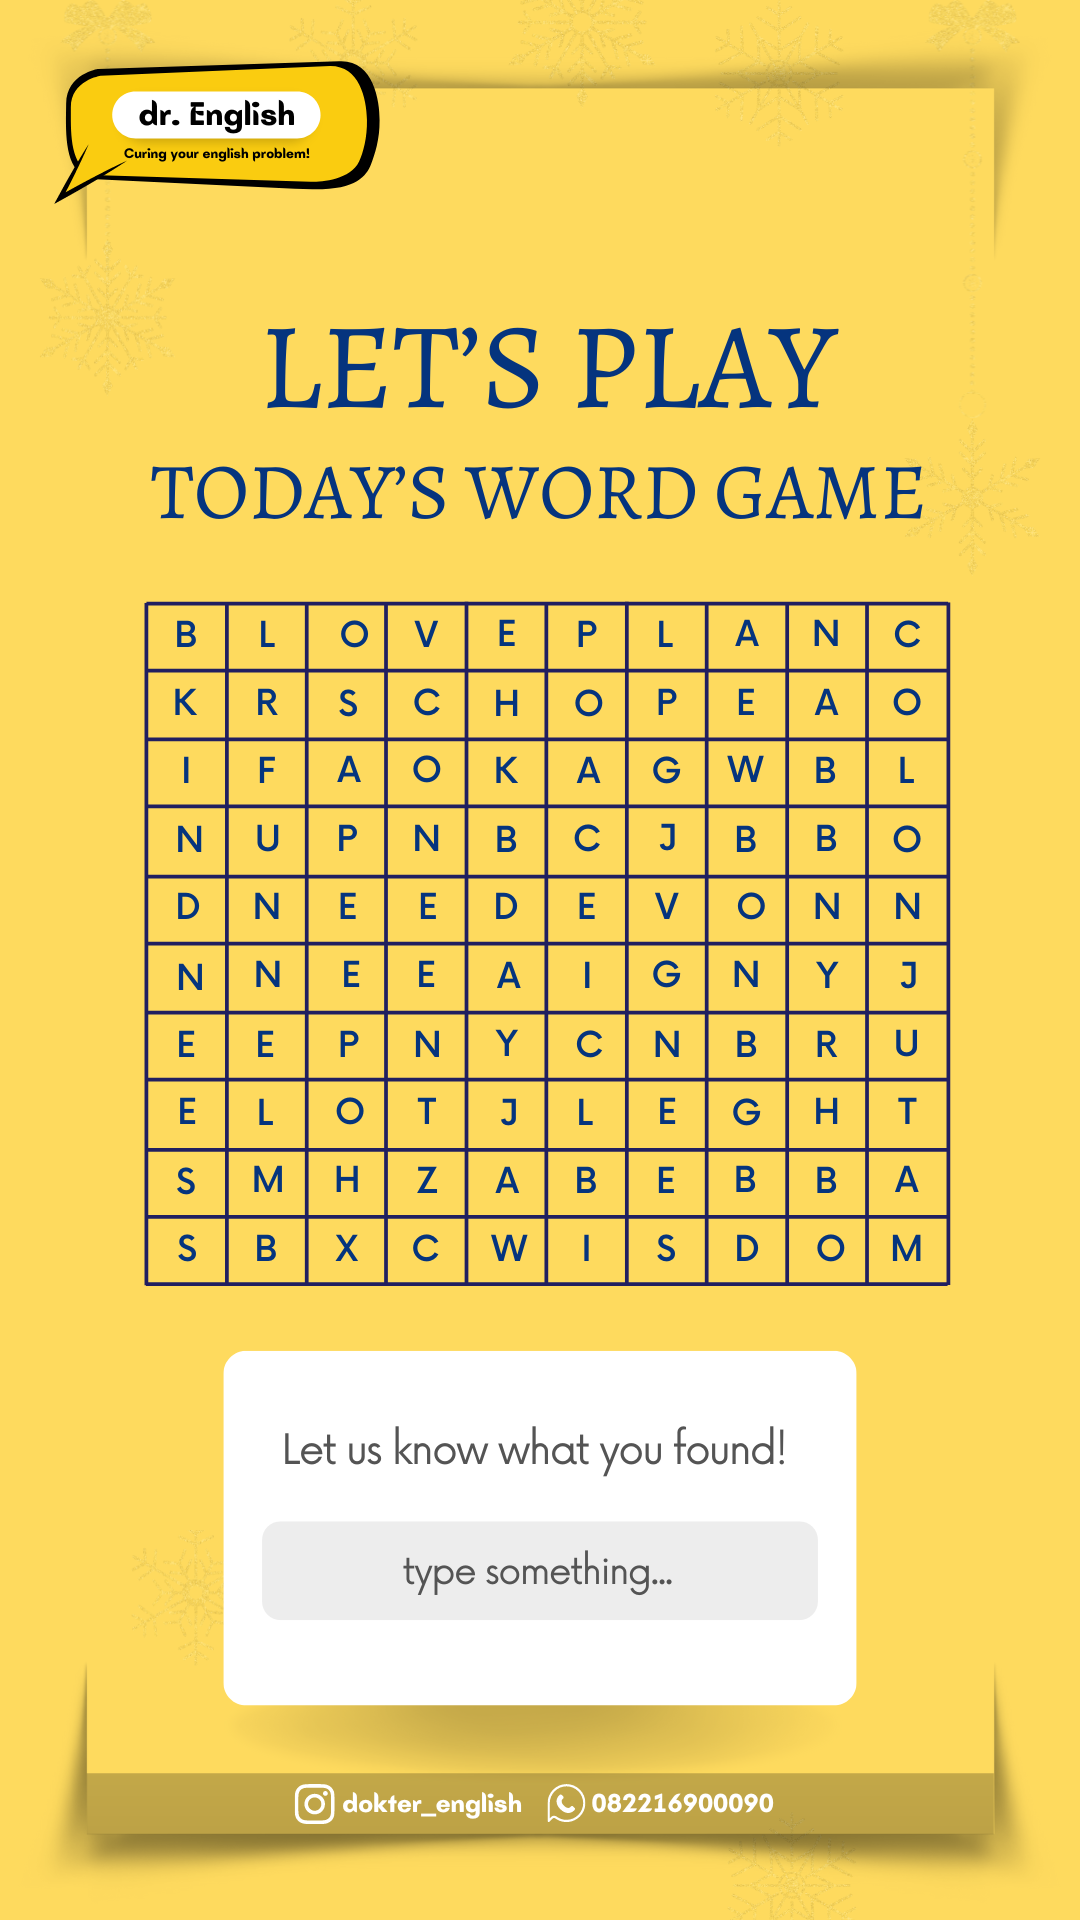 dr. English
Curing your english problem!
LET'S PLAY
TODAY'S WORD GAME
B L O V E P L A N C
K R S C H O P E A O
I F A O K A G W B L
N U P N B C J B B O
D N E E D E V O N N
N N E E A I G N Y J
E E P N Y C N B R U
E L O T J L E G H T
S M H Z A B E B B A
S B X C W I S D O M
Let us know what you found!
type something...
dokter_english 082216900090